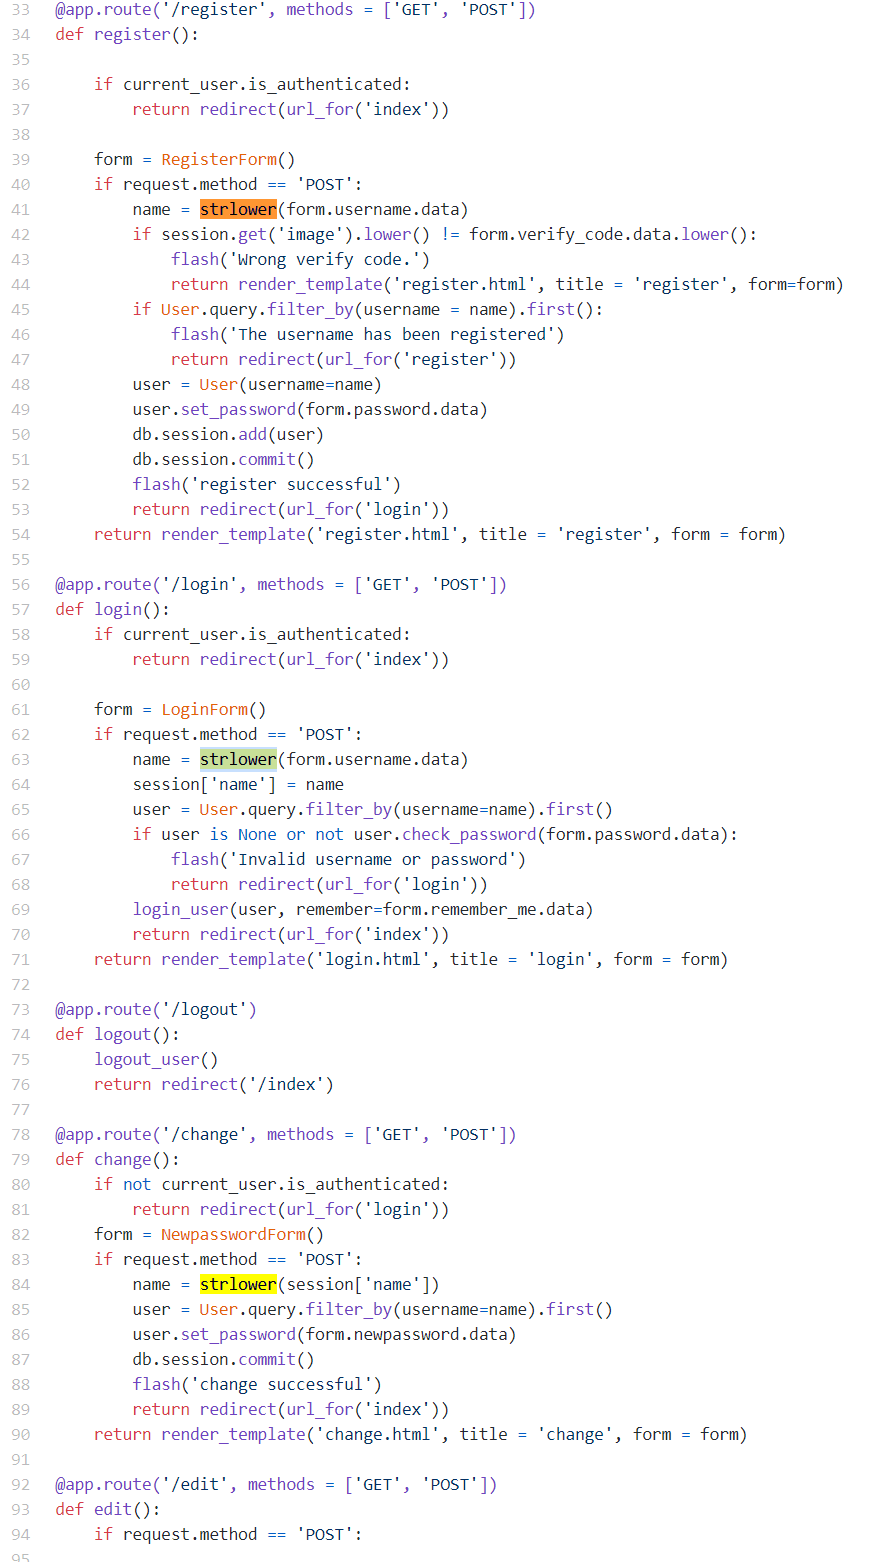 33 @app.route('/register', methods = ['GET', 'POST'])
34 def register():
35
36     if current_user.is_authenticated:
37         return redirect(url_for('index'))
38
39     form = RegisterForm()
40     if request.method == 'POST':
41         name = strlower(form.username.data)
42         if session.get('image').lower() != form.verify_code.data.lower():
43             flash('Wrong verify code.')
44             return render_template('register.html', title = 'register', form=form)
45         if User.query.filter_by(username = name).first():
46             flash('The username has been registered')
47             return redirect(url_for('register'))
48         user = User(username=name)
49         user.set_password(form.password.data)
50         db.session.add(user)
51         db.session.commit()
52         flash('register successful')
53         return redirect(url_for('login'))
54     return render_template('register.html', title = 'register', form = form)
55
56 @app.route('/login', methods = ['GET', 'POST'])
57 def login():
58     if current_user.is_authenticated:
59         return redirect(url_for('index'))
60
61     form = LoginForm()
62     if request.method == 'POST':
63         name = strlower(form.username.data)
64         session['name'] = name
65         user = User.query.filter_by(username=name).first()
66         if user is None or not user.check_password(form.password.data):
67             flash('Invalid username or password')
68             return redirect(url_for('login'))
69         login_user(user, remember=form.remember_me.data)
70         return redirect(url_for('index'))
71     return render_template('login.html', title = 'login', form = form)
72
73 @app.route('/logout')
74 def logout():
75     logout_user()
76     return redirect('/index')
77
78 @app.route('/change', methods = ['GET', 'POST'])
79 def change():
80     if not current_user.is_authenticated:
81         return redirect(url_for('login'))
82     form = NewpasswordForm()
83     if request.method == 'POST':
84         name = strlower(session['name'])
85         user = User.query.filter_by(username=name).first()
86         user.set_password(form.newpassword.data)
87         db.session.commit()
88         flash('change successful')
89         return redirect(url_for('index'))
90     return render_template('change.html', title = 'change', form = form)
91
92 @app.route('/edit', methods = ['GET', 'POST'])
93 def edit():
94     if request.method == 'POST':
95